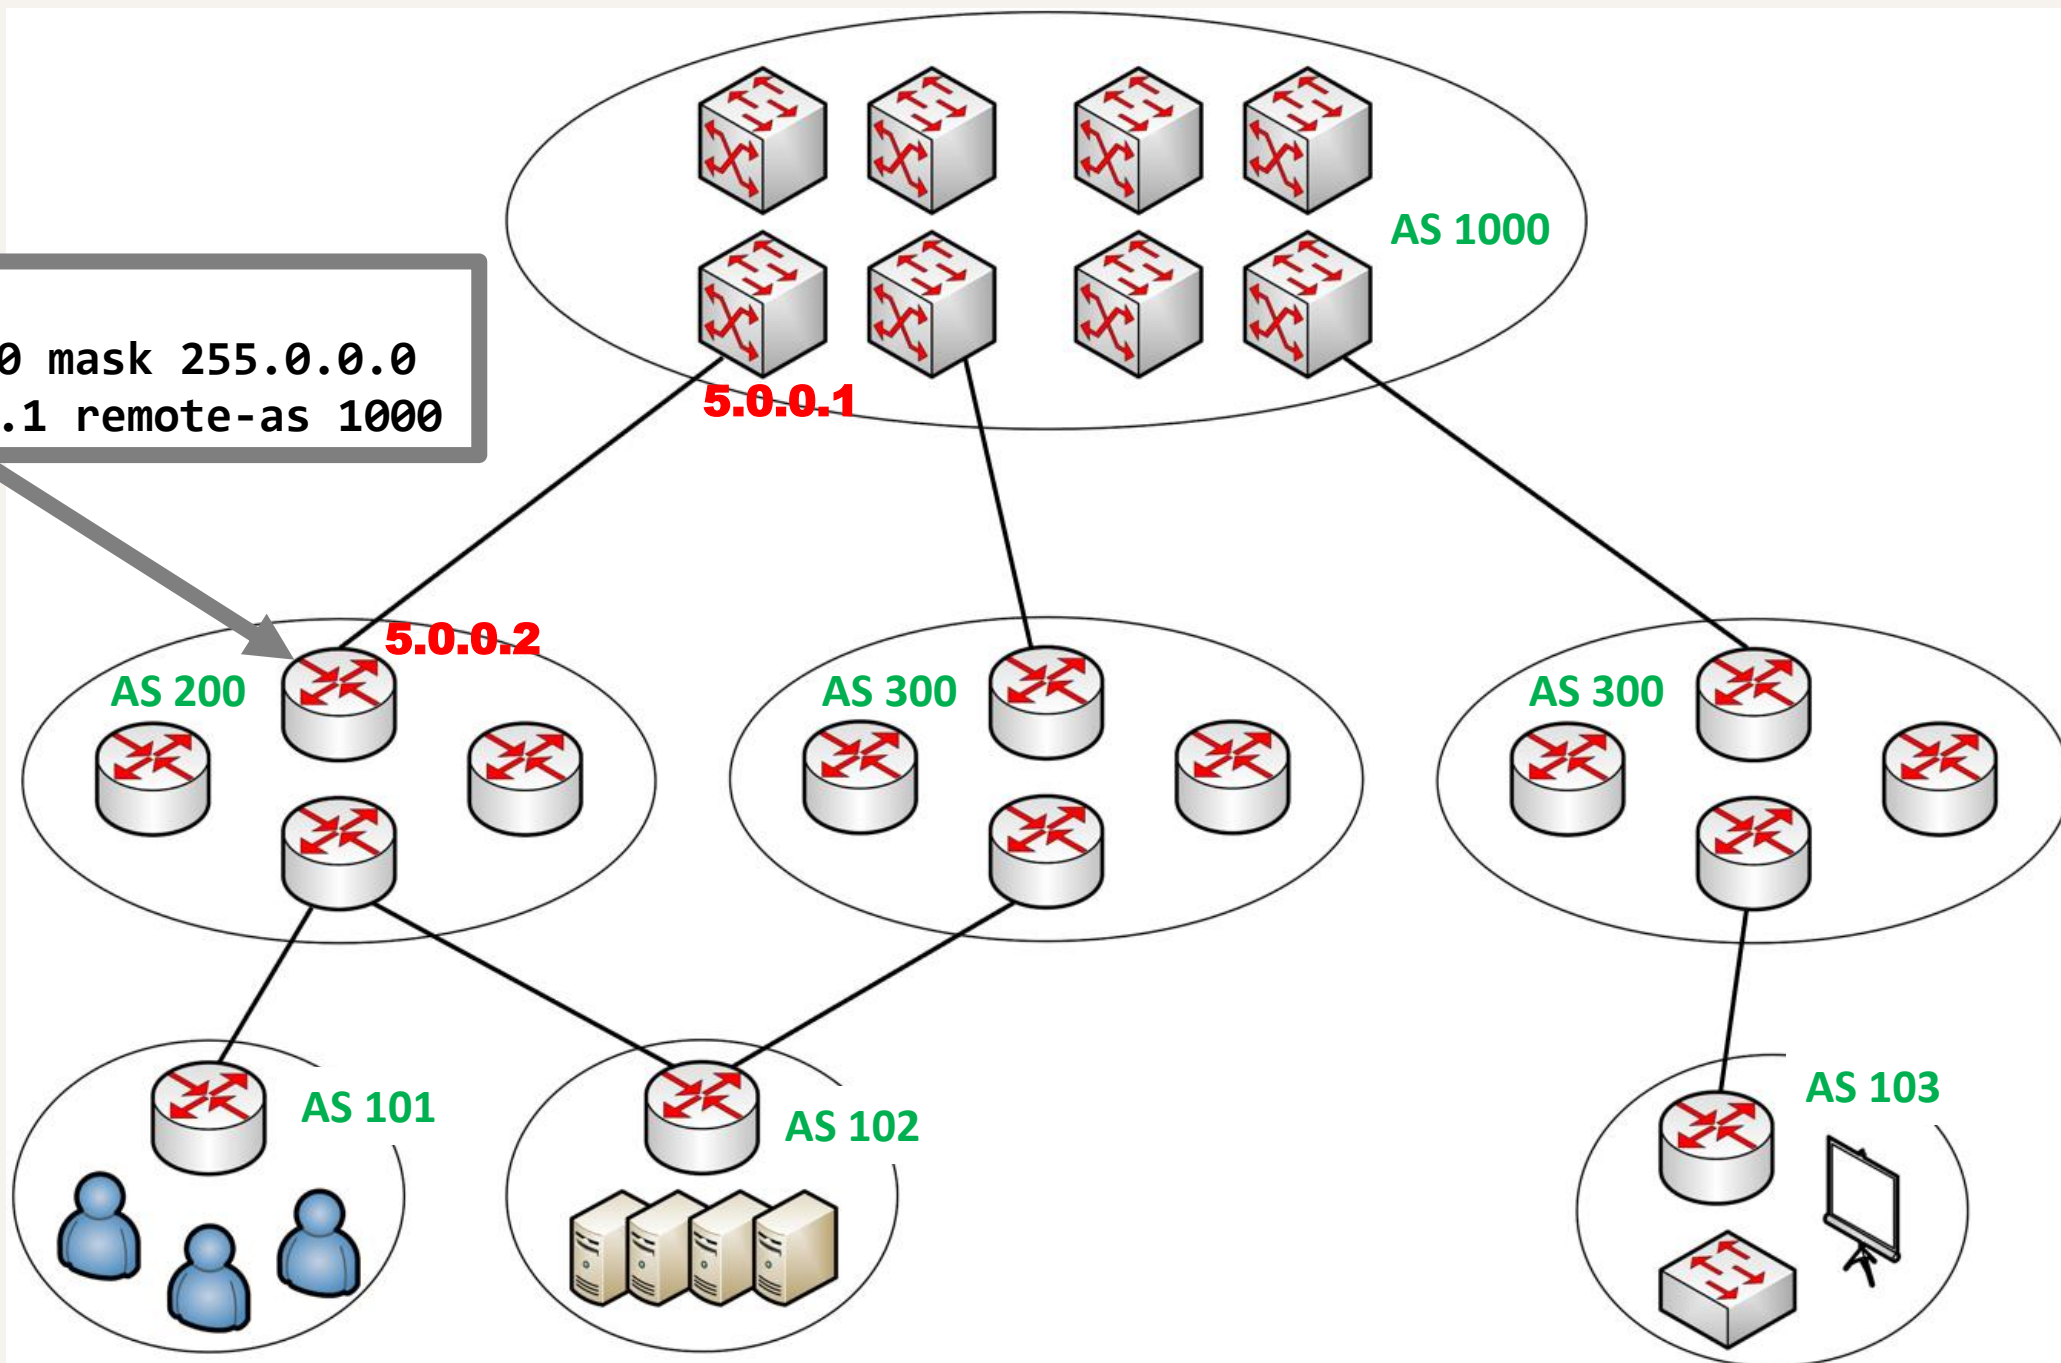 AS 1000
0 mask 255.0.0.0
.1 remote-as 1000
5.0.0.1
5.0.0.2
AS 200
AS 300
AS 300
AS 101
AS 102
AS 103